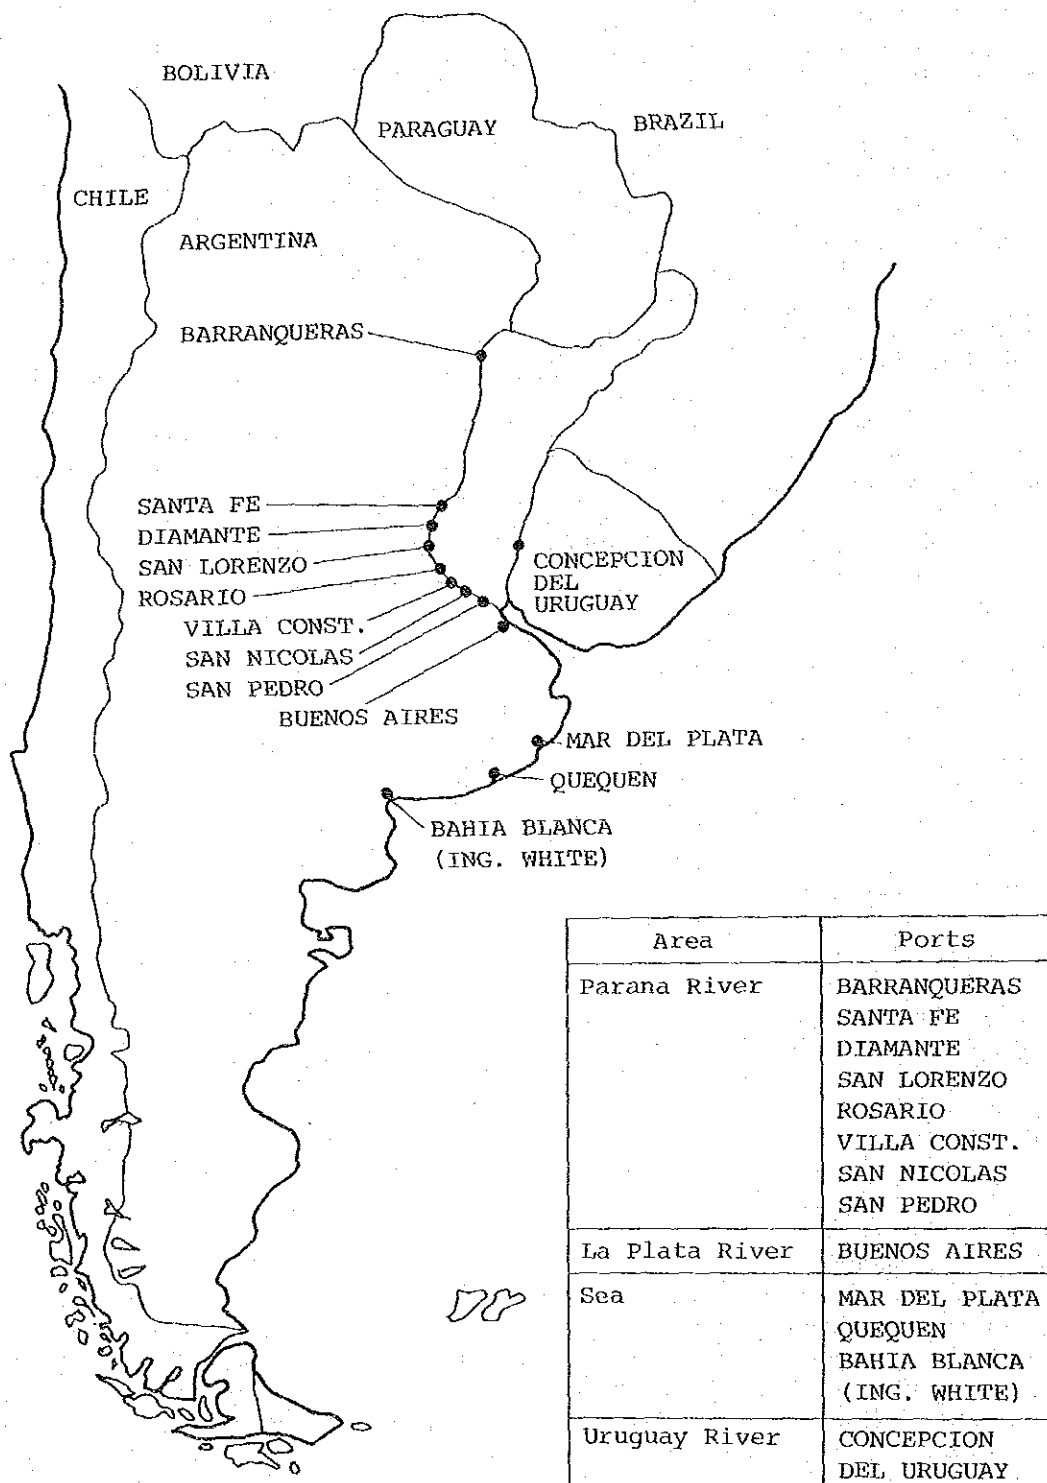 BOLIVIA
PARAGUAY
BRAZIL
CHILE
ARGENTINA
BARRANQUERAS
SANTA FE
DIAMANTE
SAN LORENZO
ROSARIO
VILLA CONST.
SAN NICOLAS
SAN PEDRO
BUENOS AIRES
CONCEPCION
DEL
URUGUAY
MAR DEL PLATA
QUEQUEN
BAHIA BLANCA
(ING. WHITE)
Area Ports
Parana River BARRANQUERAS
SANTA FE
DIAMANTE
SAN LORENZO
ROSARIO
VILLA CONST.
SAN NICOLAS
SAN PEDRO
La Plata River BUENOS AIRES
Sea MAR DEL PLATA
QUEQUEN
BAHIA BLANCA
(ING. WHITE)
Uruguay River CONCEPCION
DEL URUGUAY